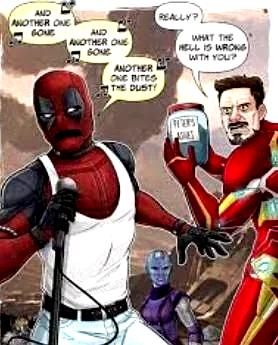 AND
ANOTHER ONE
GONE
AND
ANOTHER ONE
GONE
ANOTHER
ONE BITES
THE DUST!
REALLY?
WHAT THE
HELL IS WRONG
WITH YOU?
PETER'S
ASHES